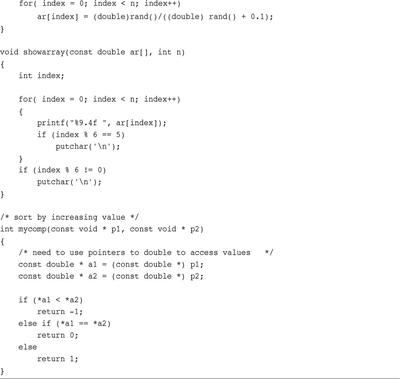 for( index = 0; index < n; index++)
        ar[index] = (double)rand()/((double) rand() + 0.1);
}

void showarray(const double ar[], int n)
{
    int index;

    for( index = 0; index < n; index++)
    {
        printf("%9.4f ", ar[index]);
        if (index % 6 == 5)
            putchar('\n');
    }
    if (index % 6 != 0)
        putchar('\n');
}

/* sort by increasing value */
int mycomp(const void * p1, const void * p2)
{
    /* need to use pointers to double to access values   */
    const double * a1 = (const double *) p1;
    const double * a2 = (const double *) p2;

    if (*a1 < *a2)
        return -1;
    else if (*a1 == *a2)
        return 0;
    else
        return 1;
}